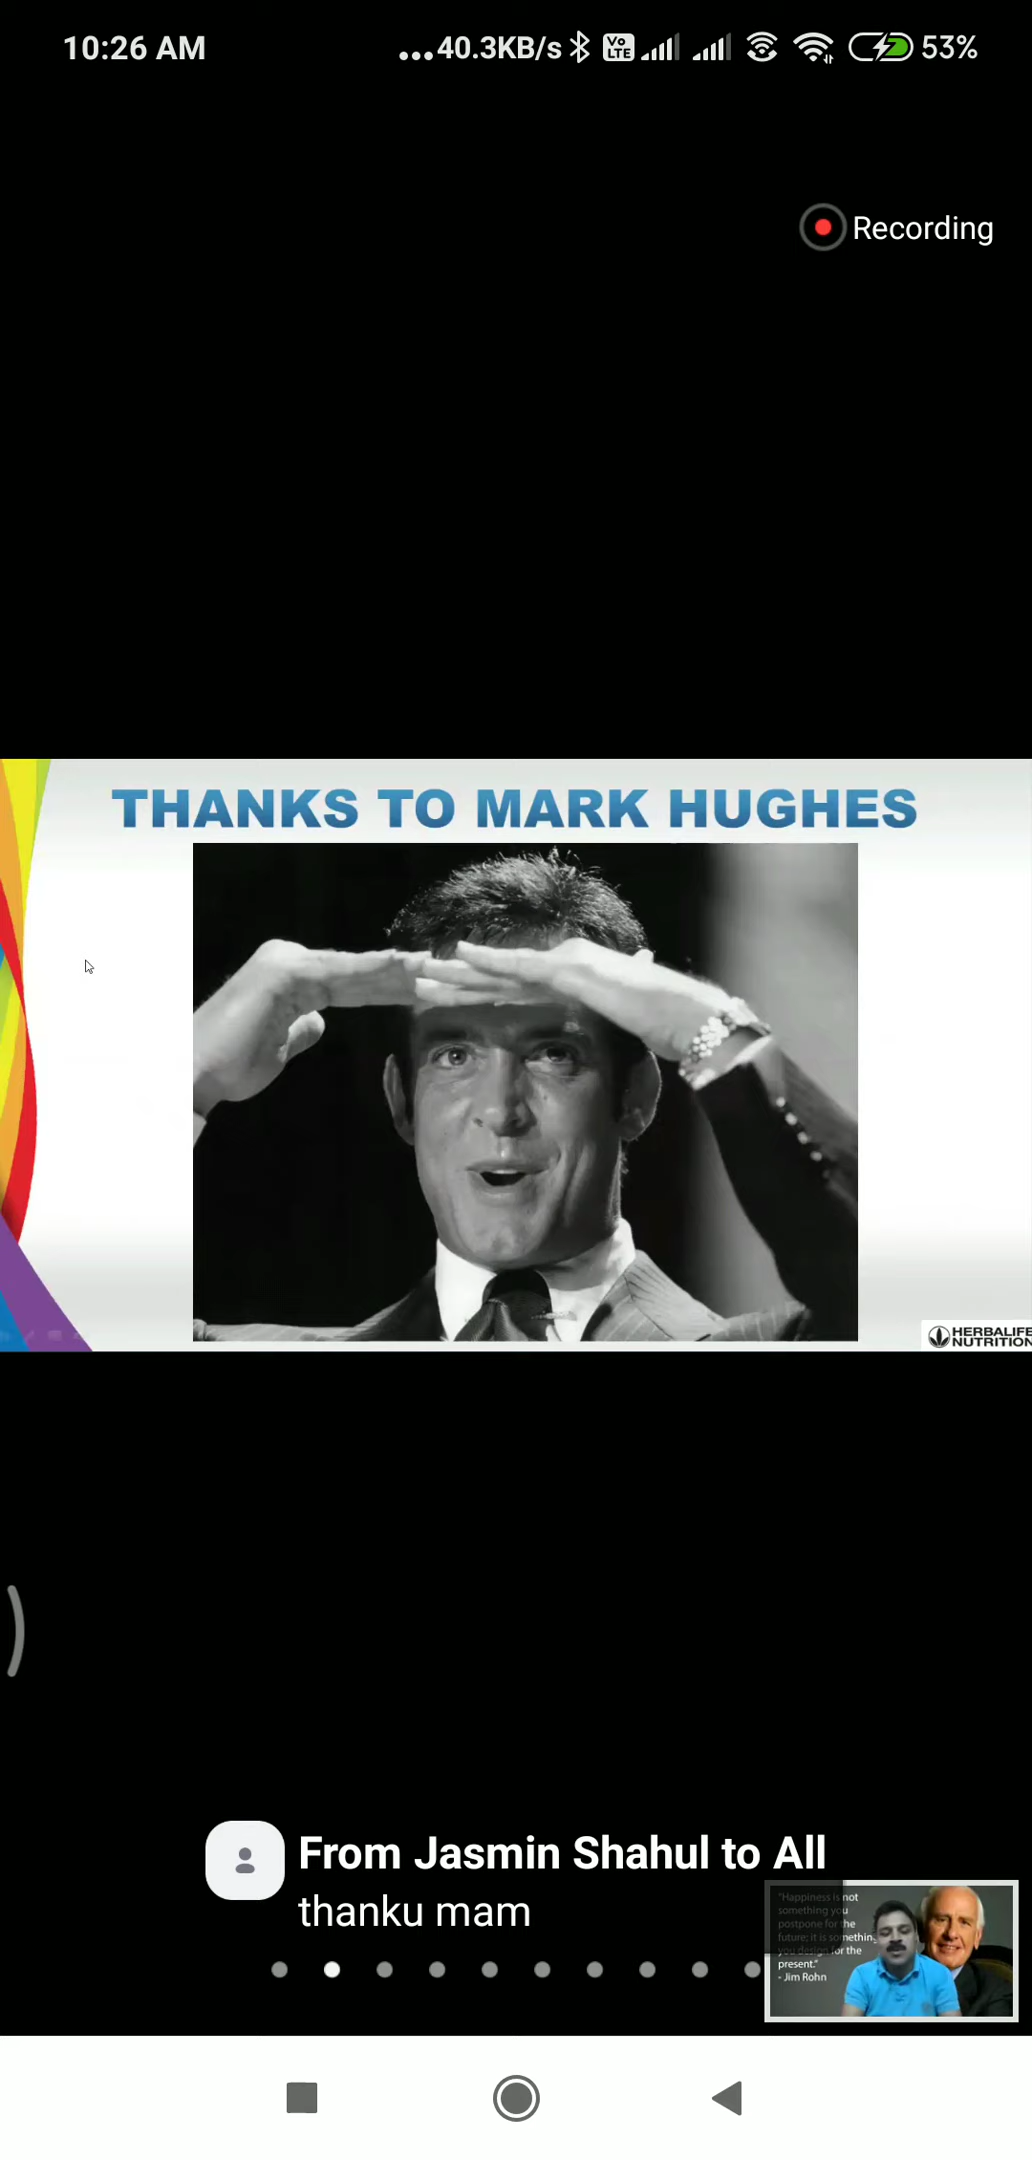 10:26 AM
...40.3KB/s
Vo
LTE
53%
Recording
THANKS TO MARK HUGHES
HERBALIFE
NUTRITION
From Jasmin Shahul to All
thanku mam
"Happiness is not
something you
postpone for the
future; it is something
you design for the
present."
- Jim Rohn